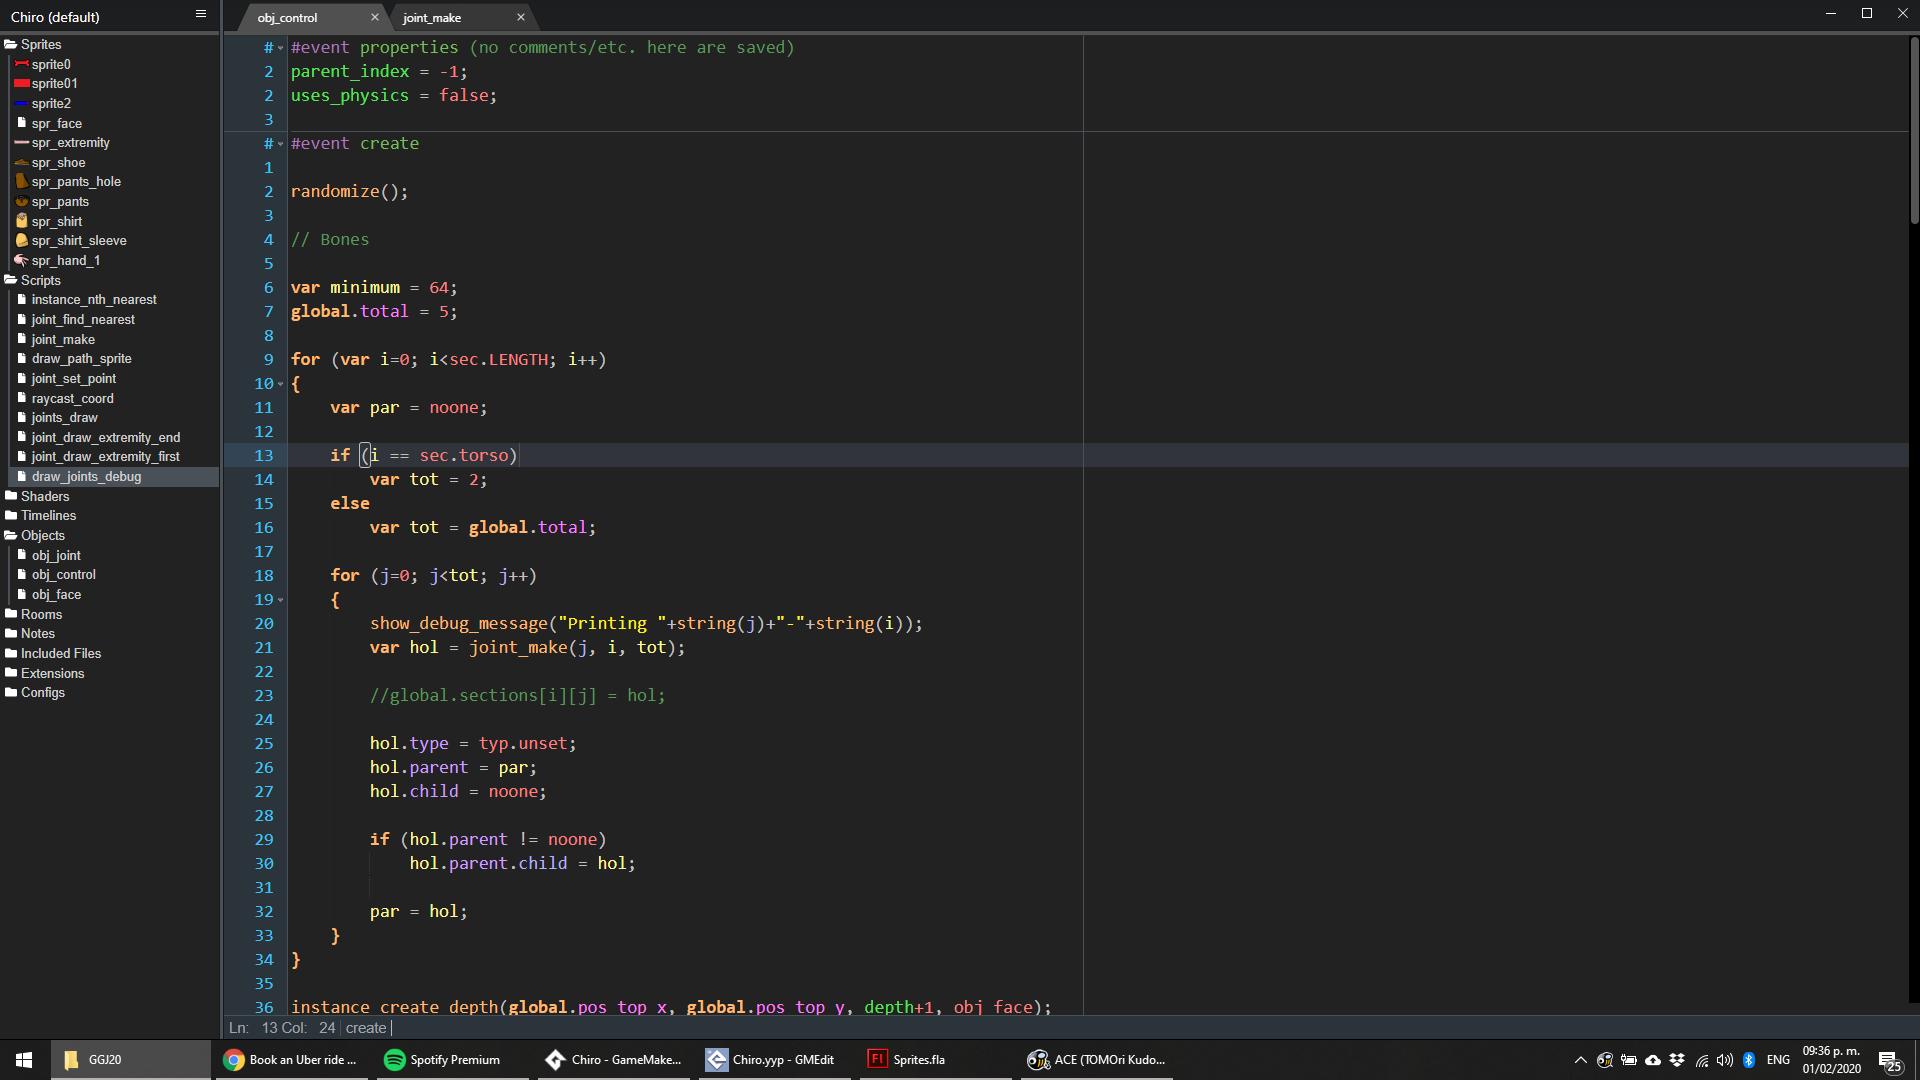 Chiro (default)
obj_control
joint_make
Sprites
sprite0
sprite01
sprite2
spr_face
spr_extremity
spr_shoe
spr_pants_hole
spr_pants
spr_shirt
spr_shirt_sleeve
spr_hand_1
Scripts
instance_nth_nearest
joint_find_nearest
joint_make
draw_path_sprite
joint_set_point
raycast_coord
joints_draw
joint_draw_extremity_end
joint_draw_extremity_first
draw_joints_debug
Shaders
Timelines
Objects
obj_joint
obj_control
obj_face
Rooms
Notes
Included Files
Extensions
Configs
# #event properties (no comments/etc. here are saved)
2 parent_index = -1;
2 uses_physics = false;
3
# #event create
1
2 randomize();
3
4 // Bones
5
6 var minimum = 64;
7 global.total = 5;
8
9 for (var i=0; i<sec.LENGTH; i++)
10 {
11 var par = noone;
12
13 if (i == sec.torso)
14 var tot = 2;
15 else
16 var tot = global.total;
17
18 for (j=0; j<tot; j++)
19 {
20 show_debug_message("Printing "+string(j)+"-"+string(i));
21 var hol = joint_make(j, i, tot);
22
23 //global.sections[i][j] = hol;
24
25 hol.type = typ.unset;
26 hol.parent = par;
27 hol.child = noone;
28
29 if (hol.parent != noone)
30 hol.parent.child = hol;
31
32 par = hol;
33 }
34 }
35
36 instance_create_depth(global.pos_top_x, global.pos_top_y, depth+1, obj_face);
Ln: 13 Col: 24 create
GGJ20
Book an Uber ride ...
Spotify Premium
Chiro - GameMake...
Chiro.yyp - GMEdit
Fl Sprites.fla
ACE (TOMOri Kudo...
ENG
09:36 p. m.
01/02/2020
25